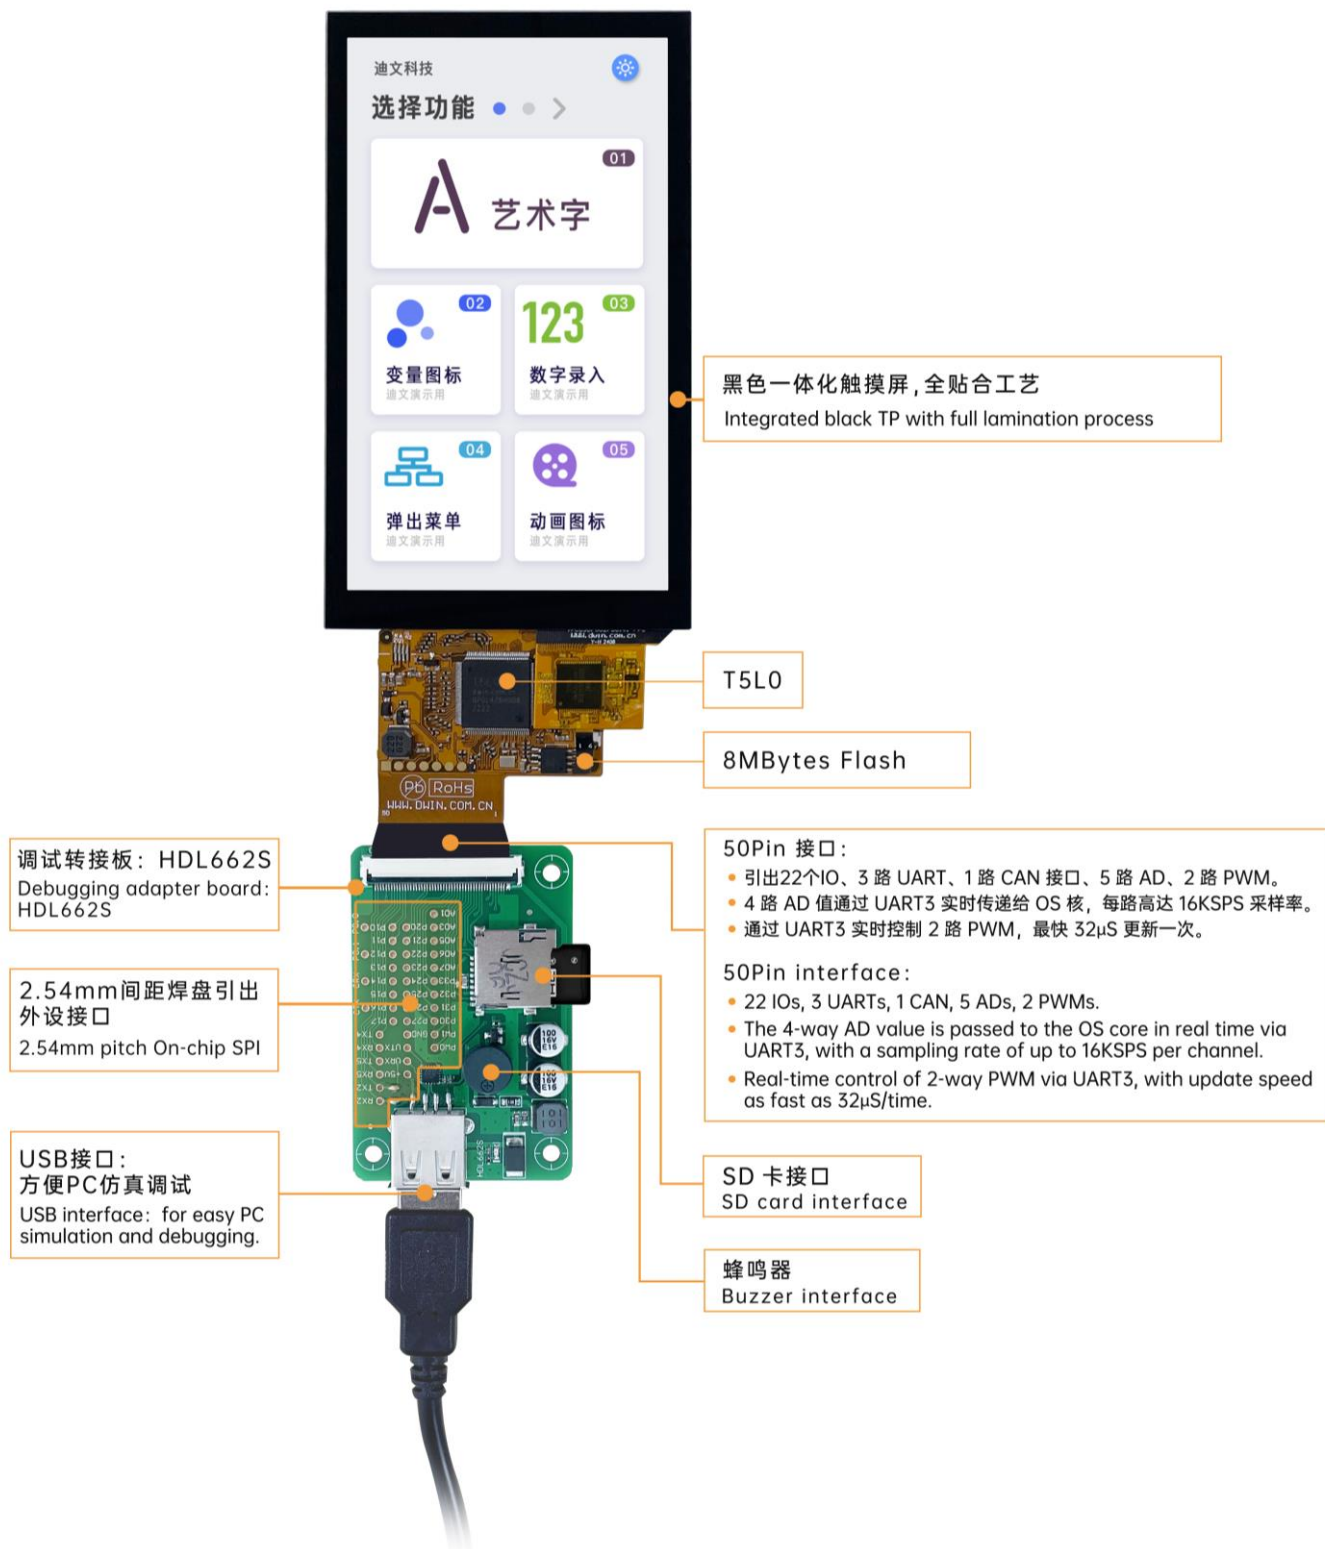 迪文科技
选择功能
01
艺术字
02
变量图标
迪文演示用
123
03
数字录入
迪文演示用
04
弹出菜单
迪文演示用
05
动画图标
迪文演示用
黑色一体化触摸屏,全贴合工艺
Integrated black TP with full lamination process
T5L0
8MBytes Flash
Pb RoHs
WWW.DWIN.COM.CN
50 1
调试转接板：HDL662S
Debugging adapter board:
HDL662S
2.54mm间距焊盘引出
外设接口
2.54mm pitch On-chip SPI
USB接口：
方便PC仿真调试
USB interface: for easy PC
simulation and debugging.
50Pin 接口：
引出22个IO、3 路 UART、1 路 CAN 接口、5 路 AD、2 路 PWM。
4 路 AD 值通过 UART3 实时传递给 OS 核，每路高达 16KSPS 采样率。
通过 UART3 实时控制 2 路 PWM，最快 32μS 更新一次。
50Pin interface:
22 IOs, 3 UARTs, 1 CAN, 5 ADs, 2 PWMs.
The 4-way AD value is passed to the OS core in real time via
UART3, with a sampling rate of up to 16KSPS per channel.
Real-time control of 2-way PWM via UART3, with update speed
as fast as 32μS/time.
SD 卡接口
SD card interface
蜂鸣器
Buzzer interface
100
16V
E16
100
16V
E16
101
101
HDL662S